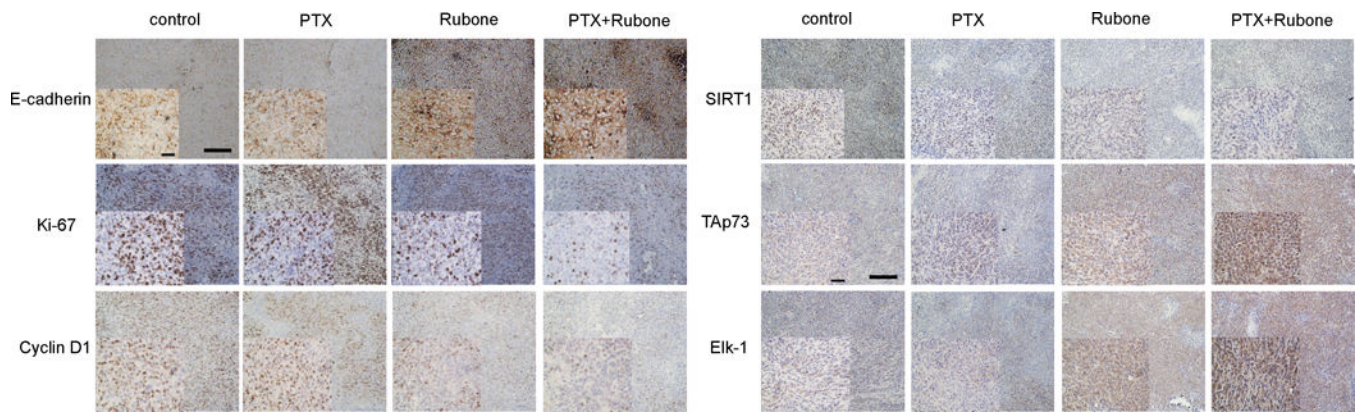 control PTX Rubone PTX+Rubone
E-cadherin
Ki-67
Cyclin D1
control PTX Rubone PTX+Rubone
SIRT1
TAp73
Elk-1